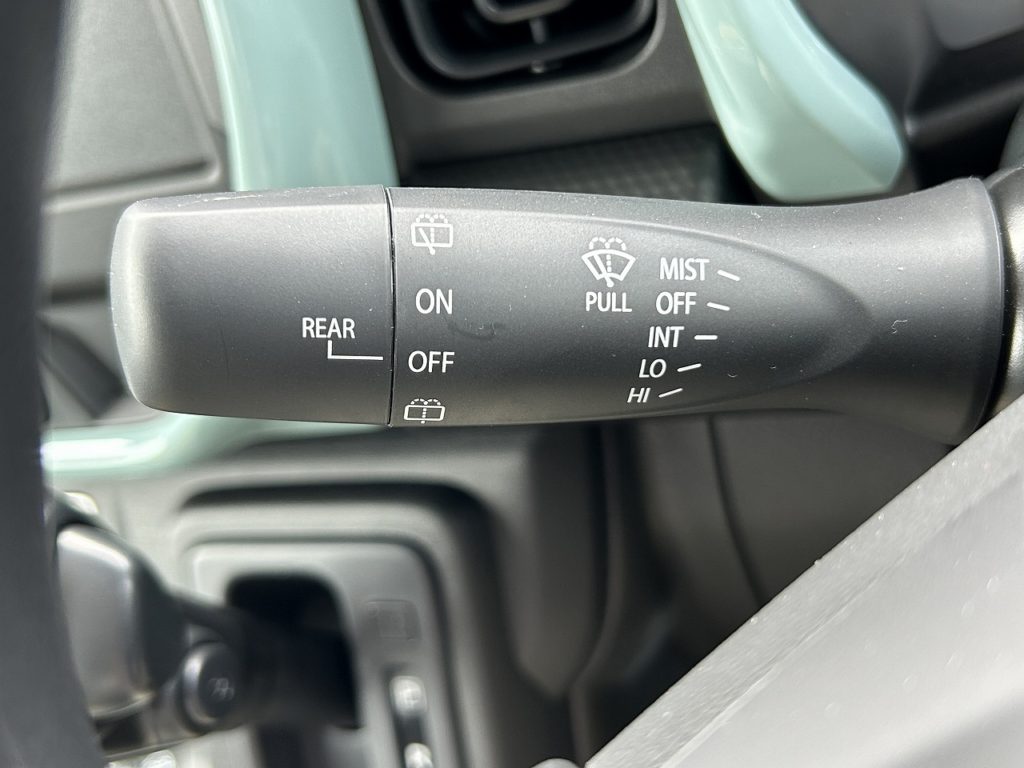 REAR
ON
OFF
PULL
MIST
OFF
INT
LO
HI